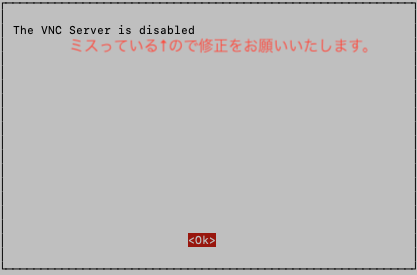 The VNC Server is disabled
ミスっている↑ので修正をお願いいたします。
<Ok>